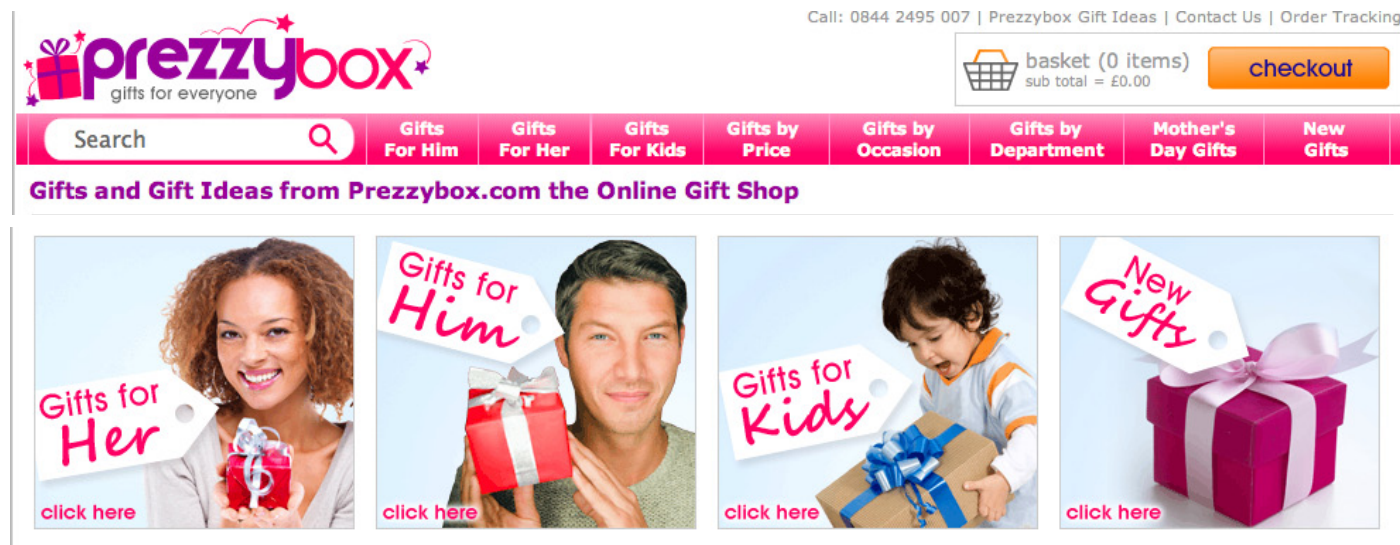 Call: 0844 2495 007 | Prezzybox Gift Ideas | Contact Us | Order Tracking
prezzybox
gifts for everyone
basket (0 items)
sub total = £0.00
checkout
Search
Gifts For Him
Gifts For Her
Gifts For Kids
Gifts by Price
Gifts by Occasion
Gifts by Department
Mother's Day Gifts
New Gifts
Gifts and Gift Ideas from Prezzybox.com the Online Gift Shop
Gifts for
Her
click here
Gifts for
Him
click here
Gifts for
Kids
click here
New
Gifts
click here